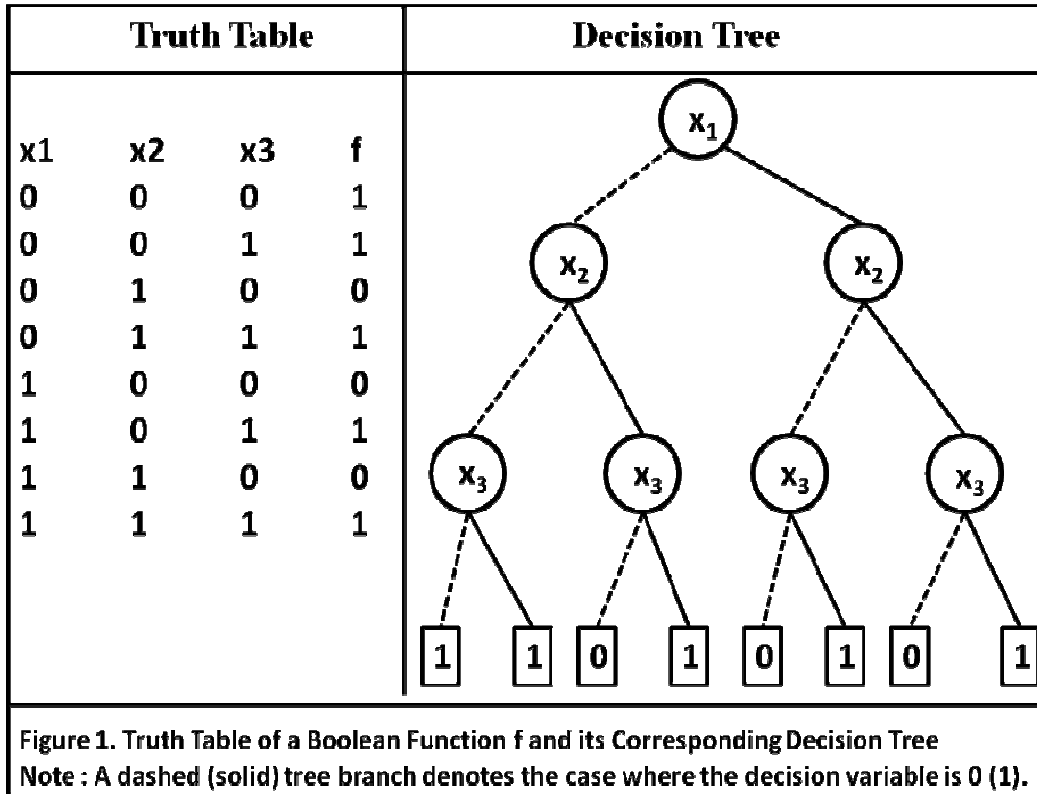 Truth Table
Decision Tree
x1 x2 x3 f
0 0 0 1
0 0 1 1
0 1 0 0
0 1 1 1
1 0 0 0
1 0 1 1
1 1 0 0
1 1 1 1
x₁
x₂ x₂
x₃ x₃ x₃ x₃
1 1 0 1 0 1 0 1
Figure 1. Truth Table of a Boolean Function f and its Corresponding Decision Tree
Note : A dashed (solid) tree branch denotes the case where the decision variable is 0 (1).